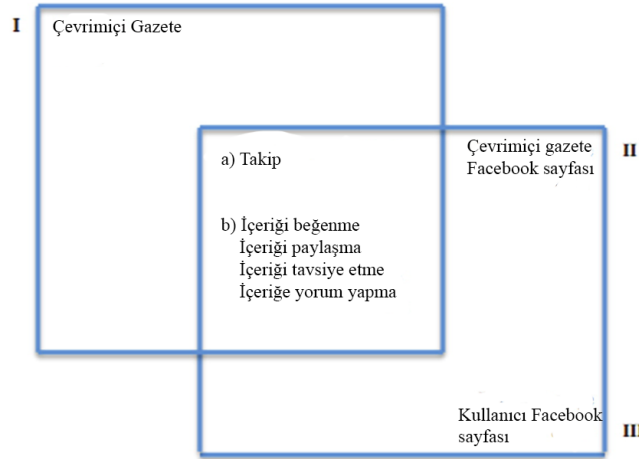 I
Çevrimiçi Gazete
Çevrimiçi gazete
Facebook sayfası
II
a) Takip
b) İçeriği beğenme
İçeriği paylaşma
İçeriği tavsiye etme
İçeriğe yorum yapma
Kullanıcı Facebook
sayfası
III